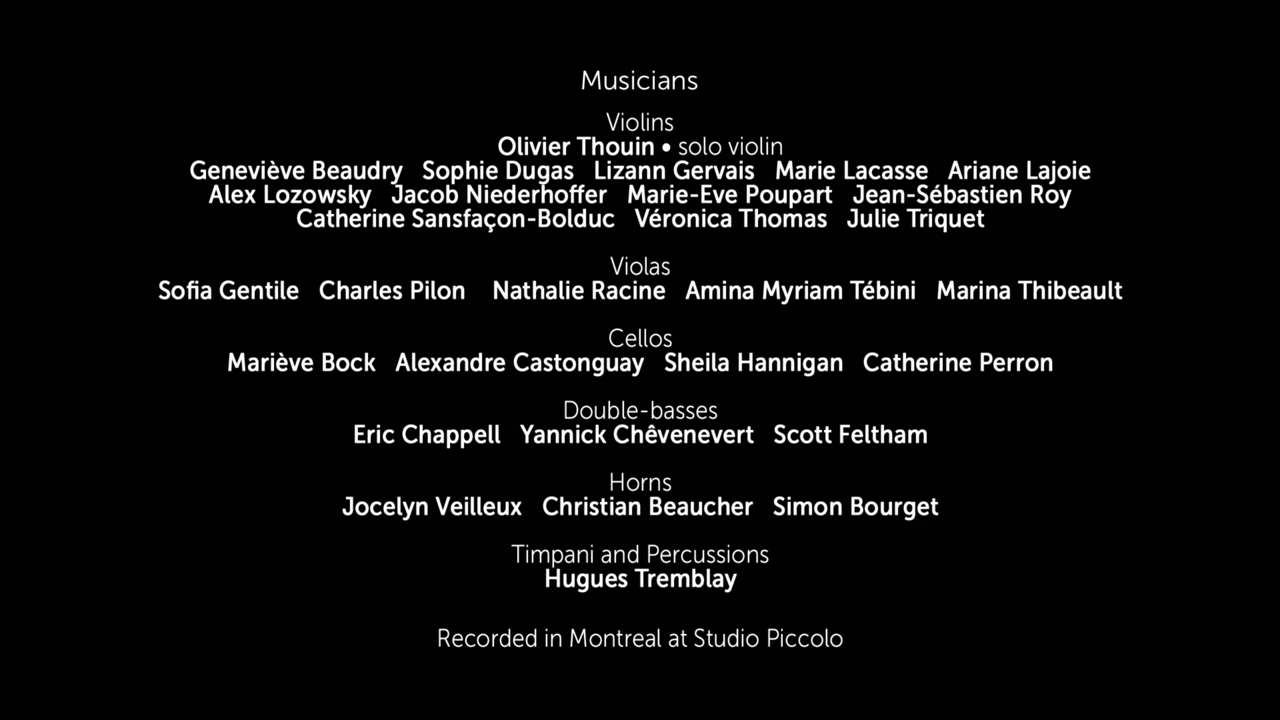 Musicians
Violins
Olivier Thouin • solo violin
Geneviève Beaudry Sophie Dugas Lizann Gervais Marie Lacasse Ariane Lajoie
Alex Lozowsky Jacob Niederhoffer Marie-Eve Poupart Jean-Sébastien Roy
Catherine Sansfaçon-Bolduc Véronica Thomas Julie Triquet
Violas
Sofia Gentile Charles Pilon Nathalie Racine Amina Myriam Tébini Marina Thibeault
Cellos
Mariève Bock Alexandre Castonguay Sheila Hannigan Catherine Perron
Double-basses
Eric Chappell Yannick Chêvenevert Scott Feltham
Horns
Jocelyn Veilleux Christian Beaucher Simon Bourget
Timpani and Percussions
Hugues Tremblay
Recorded in Montreal at Studio Piccolo